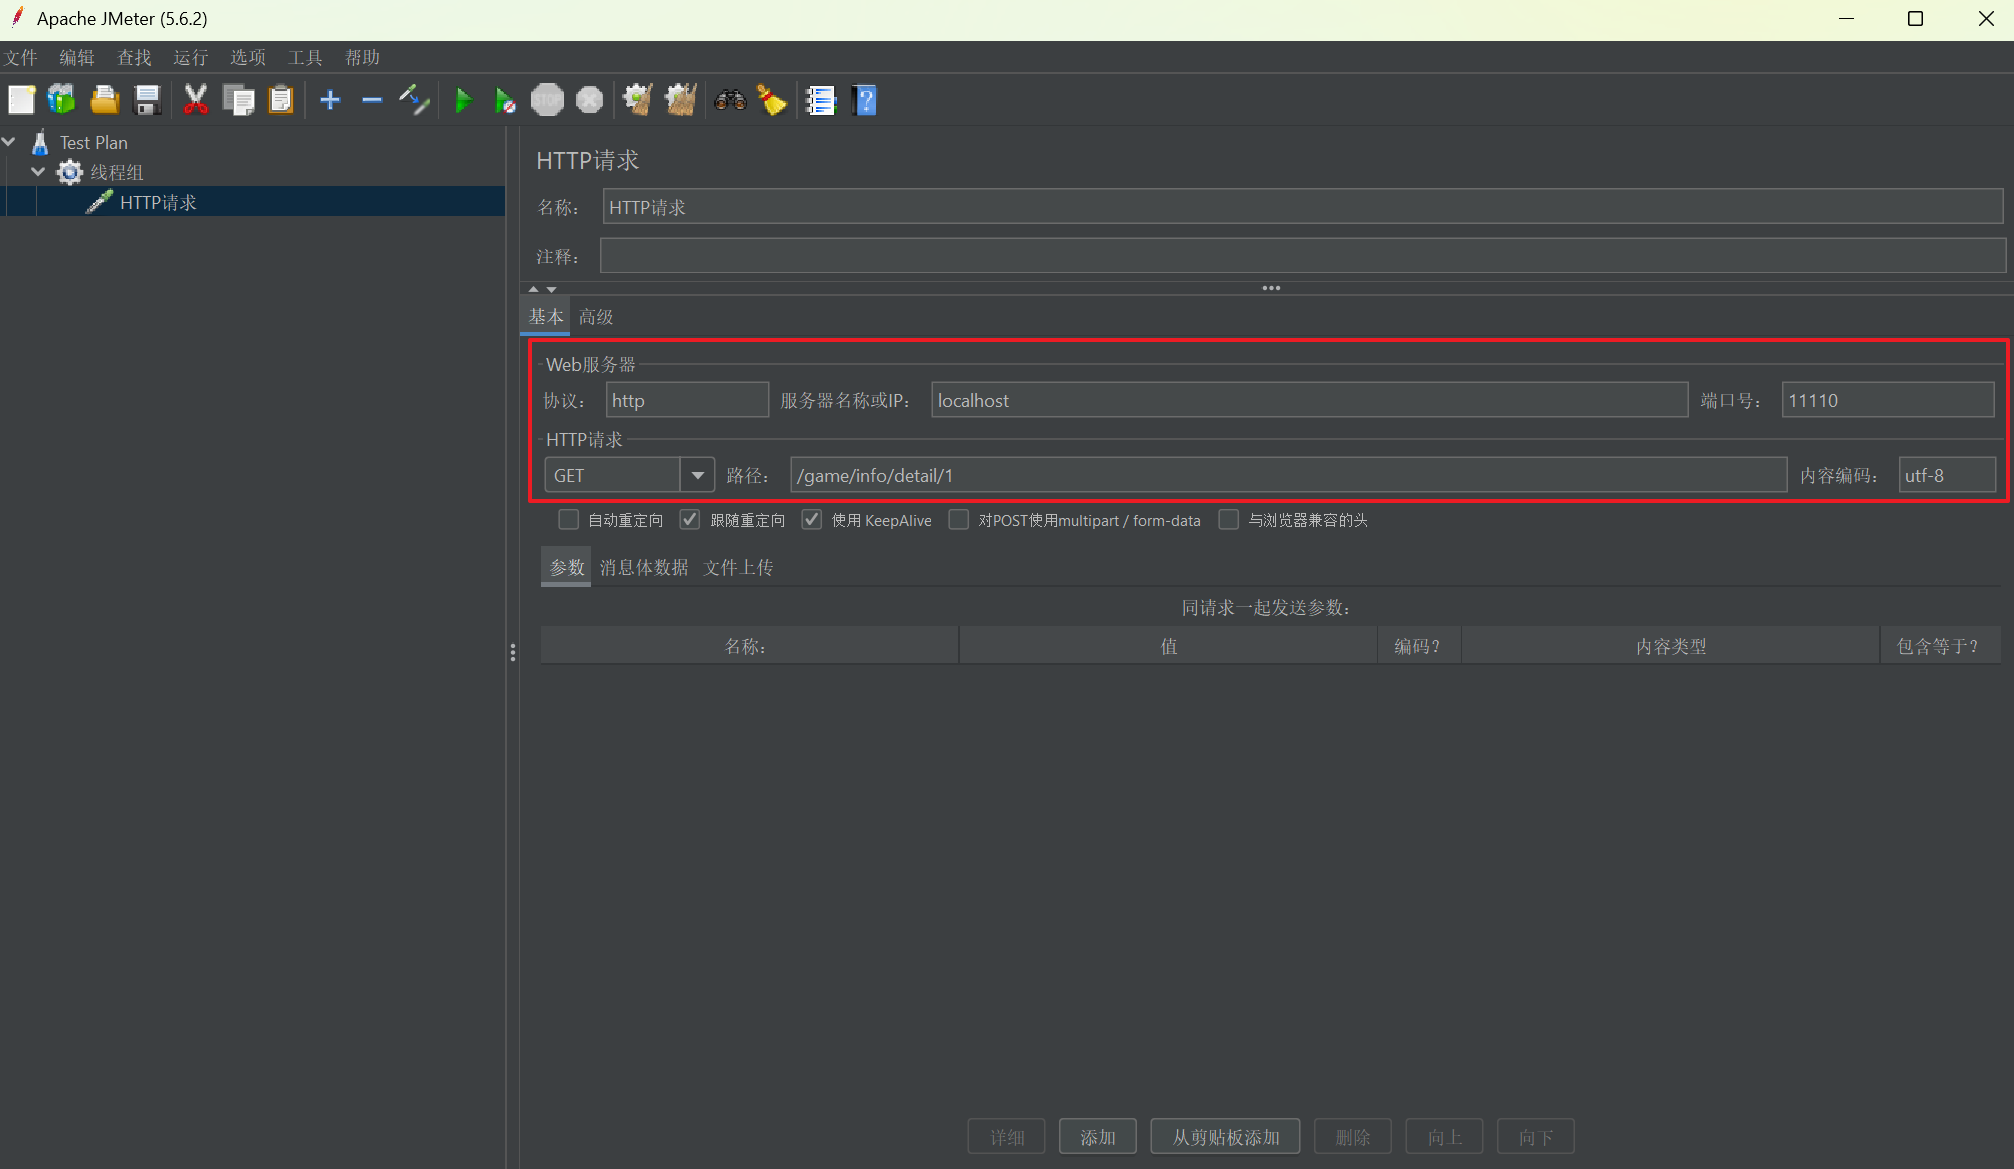 Apache JMeter (5.6.2)
文件 编辑 查找 运行 选项 工具 帮助
STOP
Test Plan
线程组
HTTP请求
HTTP请求
名称： HTTP请求
注释：
基本 高级
Web服务器
协议： http 服务器名称或IP： localhost 端口号： 11110
HTTP请求
GET 路径： /game/info/detail/1 内容编码： utf-8
自动重定向 跟随重定向 使用 KeepAlive 对POST使用multipart / form-data 与浏览器兼容的头
参数 消息体数据 文件上传
同请求一起发送参数：
名称： 值 编码？ 内容类型 包含等于？
详细 添加 从剪贴板添加 删除 向上 向下